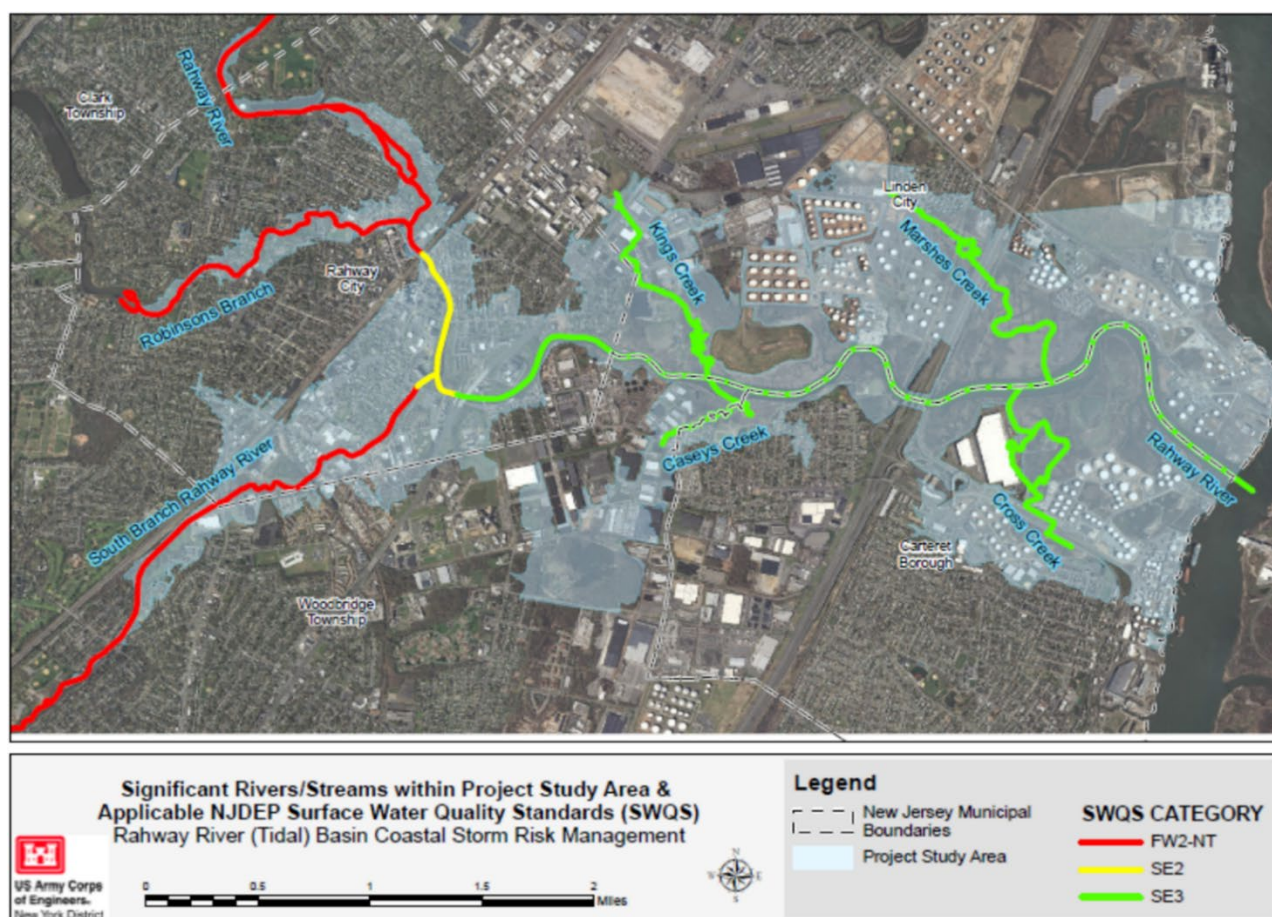 Rahway River
Clark
Township
Linden
City
Kings Creek
Marshes Creek
Rahway
City
Robinsons Branch
South Branch Rahway River
Caseys Creek
Rahway River
Cross Creek
Carteret
Borough
Woodbridge
Township
Significant Rivers/Streams within Project Study Area &
Applicable NJDEP Surface Water Quality Standards (SWQS)
Rahway River (Tidal) Basin Coastal Storm Risk Management
US Army Corps
of Engineers®
New York District
0 0.5 1 1.5 2
Miles
N
W E
S
Legend
New Jersey Municipal
Boundaries
Project Study Area
SWQS CATEGORY
FW2-NT
SE2
SE3